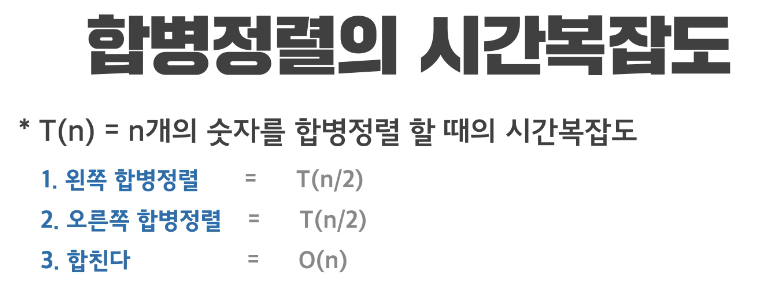 합병정렬의 시간복잡도
* T(n) = n개의 숫자를 합병정렬 할 때의 시간복잡도
1. 왼쪽 합병정렬 = T(n/2)
2. 오른쪽 합병정렬 = T(n/2)
3. 합친다 = O(n)